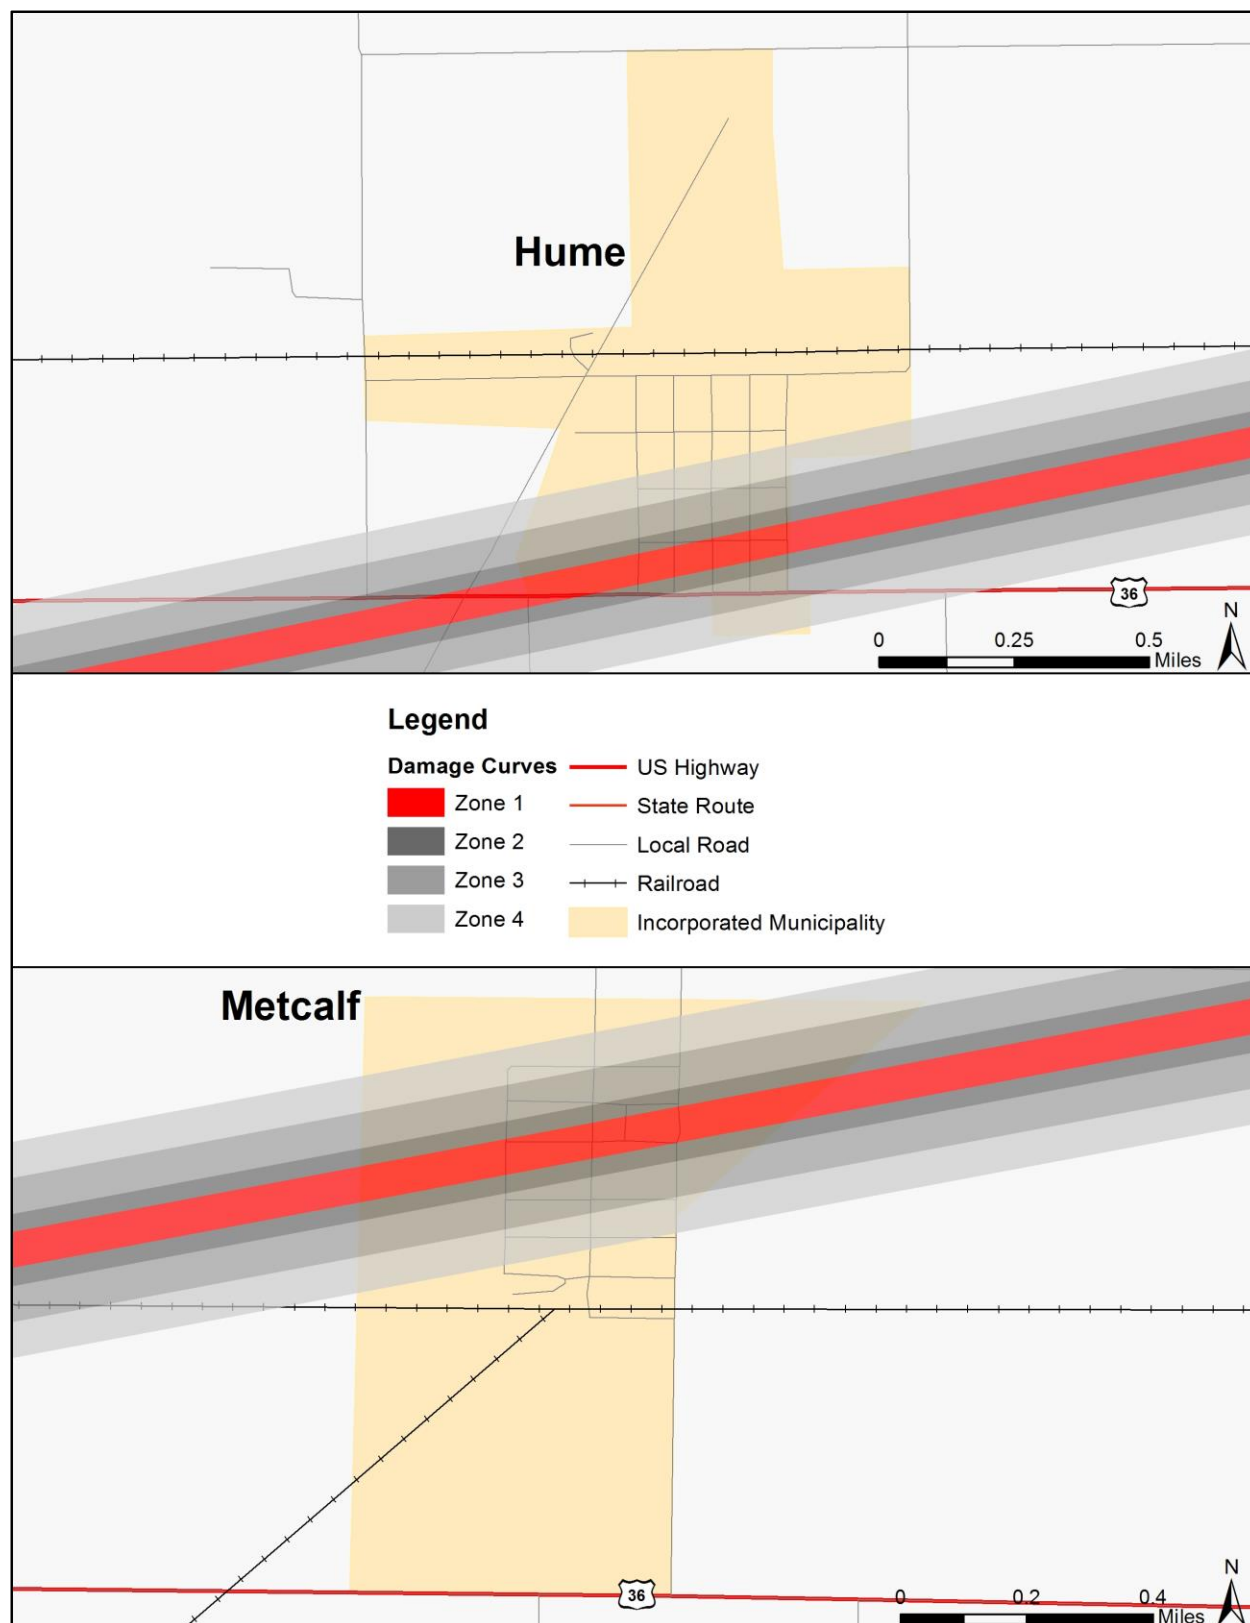 Hume
36
N
0 0.25 0.5
Miles
Legend
Damage Curves
US Highway
Zone 1
State Route
Zone 2
Local Road
Zone 3
Railroad
Zone 4
Incorporated Municipality
Metcalf
N
36
0 0.2 0.4
Miles